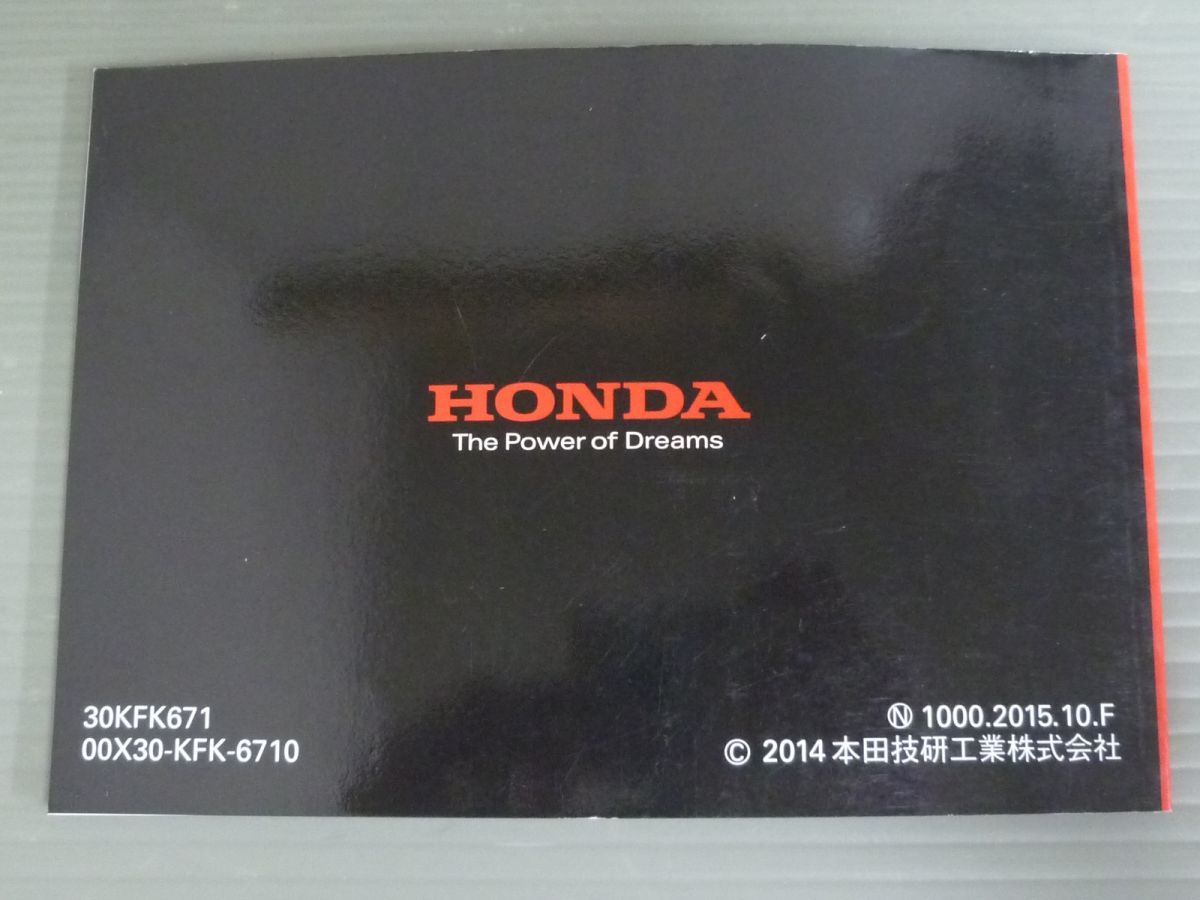 HONDA
The Power of Dreams
30KFK671
00X30-KFK-6710
Ⓝ 1000.2015.10.F
© 2014 本田技研工業株式会社